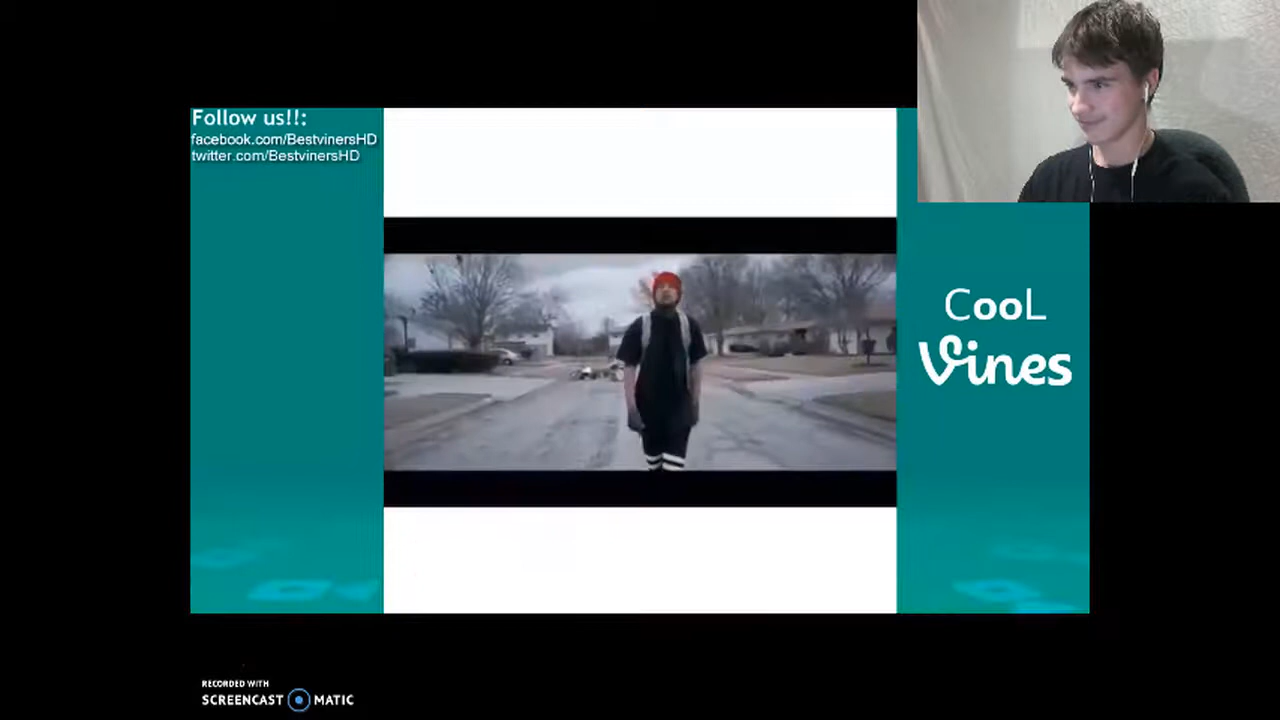 Follow us!!:
facebook.com/BestvinersHD
twitter.com/BestvinersHD
CooL
Vines
RECORDED WITH
SCREENCAST MATIC